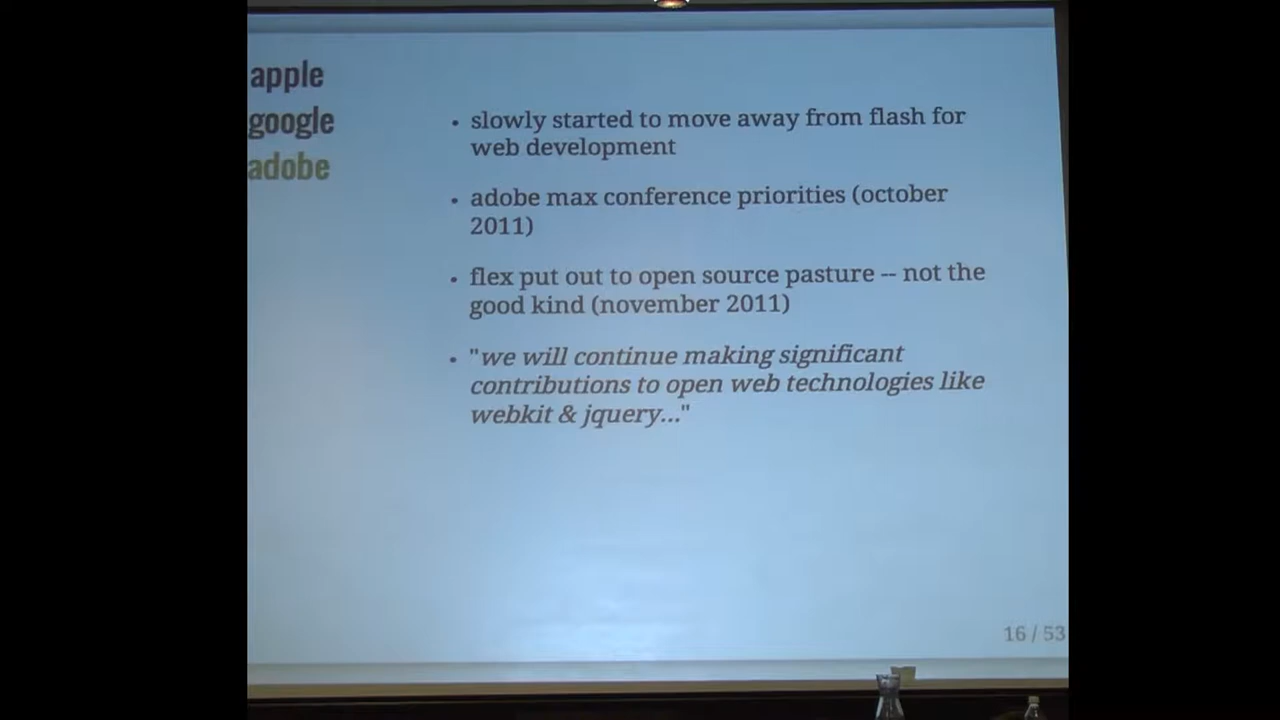 apple
google
adobe
• slowly started to move away from flash for
web development
• adobe max conference priorities (october
2011)
• flex put out to open source pasture -- not the
good kind (november 2011)
• "we will continue making significant
contributions to open web technologies like
webkit & jquery..."
16 / 53